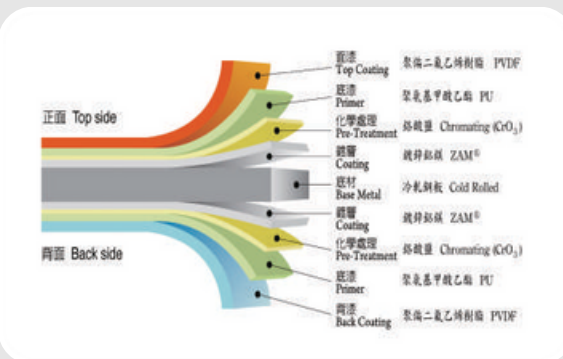 面漆 聚偏二氟乙烯樹脂 PVDF
Top Coating
底漆 聚氨基甲酸乙酯 PU
Primer
正面 Top side
化學處理 鉻酸鹽 Chromating (CrO₃)
Pre-Treatment
鍍層 鍍鋅鋁鎂 ZAM®
Coating
底材 冷軋鋼板 Cold Rolled
Base Metal
鍍層 鍍鋅鋁鎂 ZAM®
Coating
背面 Back side
化學處理 鉻酸鹽 Chromating (CrO₃)
Pre-Treatment
底漆 聚氨基甲酸乙酯 PU
Primer
背漆 聚偏二氟乙烯樹脂 PVDF
Back Coating